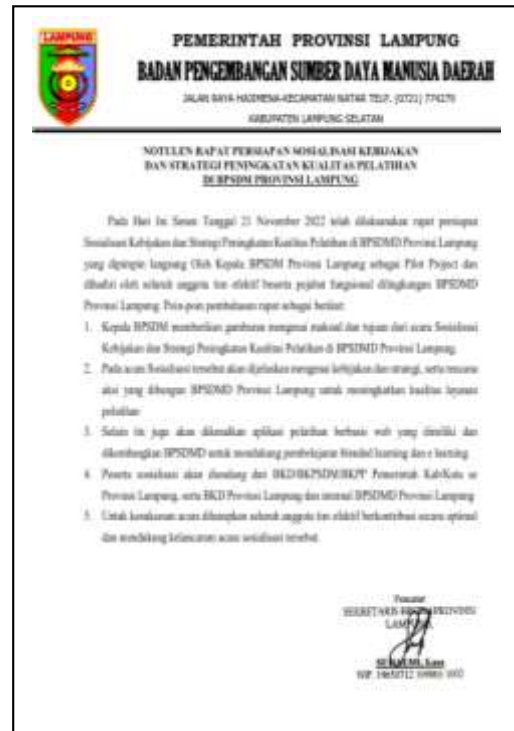 LAMPUNG
PEMERINTAH PROVINSI LAMPUNG
BADAN PENGEMBANGAN SUMBER DAYA MANUSIA DAERAH
JALAN RAYA HAJIMENA-KECAMATAN NATAR TELP. (0721) 774179
KABUPATEN LAMPUNG SELATAN
NOTULEN RAPAT PERSIAPAN SOSIALISASI KEBIJAKAN
DAN STRATEGI PENINGKATAN KUALITAS PELATIHAN
DI BPSDM PROVINSI LAMPUNG
Pada Hari Ini Senin Tanggal 21 November 2022 telah dilaksanakan rapat persiapan
Sosialisasi Kebijakan dan Strategi Peningkatan Kualitas Pelatihan di BPSDMD Provinsi Lampung
yang dipimpin langsung Oleh Kepala BPSDM Provinsi Lampung sebagai Pilot Project dan
dihadiri oleh seluruh anggota tim efektif beserta pejabat fungsional dilingkungan BPSDMD
Provinsi Lampung. Poin-poin pembahasan rapat sebagai berikut:
1. Kepala BPSDM memberikan gambaran mengenai maksud dan tujuan dari acara Sosialisasi
Kebijakan dan Strategi Peningkatan Kualitas Pelatihan di BPSDMD Provinsi Lampung.
2. Pada acara Sosialisasi tersebut akan dijelaskan mengenai kebijakan dan strategi, serta rencana
aksi yang dibangun BPSDMD Provinsi Lampung untuk meningkatkan kualitas layanan
pelatihan
3. Selain itu juga akan dikenalkan aplikasi pelatihan berbasis web yang dimiliki dan
dikembangkan BPSDMD untuk mendukung pembelajaran blended learning dan e learning
4. Peserta sosialisasi akan diundang dari BKD/BKPSDM/BKPP Pemerintah Kab/Kota se
Provinsi Lampung, serta BKD Provinsi Lampung dan internal BPSDMD Provinsi Lampung
5. Untuk kesuksesan acara diharapkan seluruh anggota tim efektif berkontribusi secara optimal
dan mendukung kelancaran acara sosialisasi tersebut.
SEKRETARIS PROVINSI
LAMPUNG
NIP.